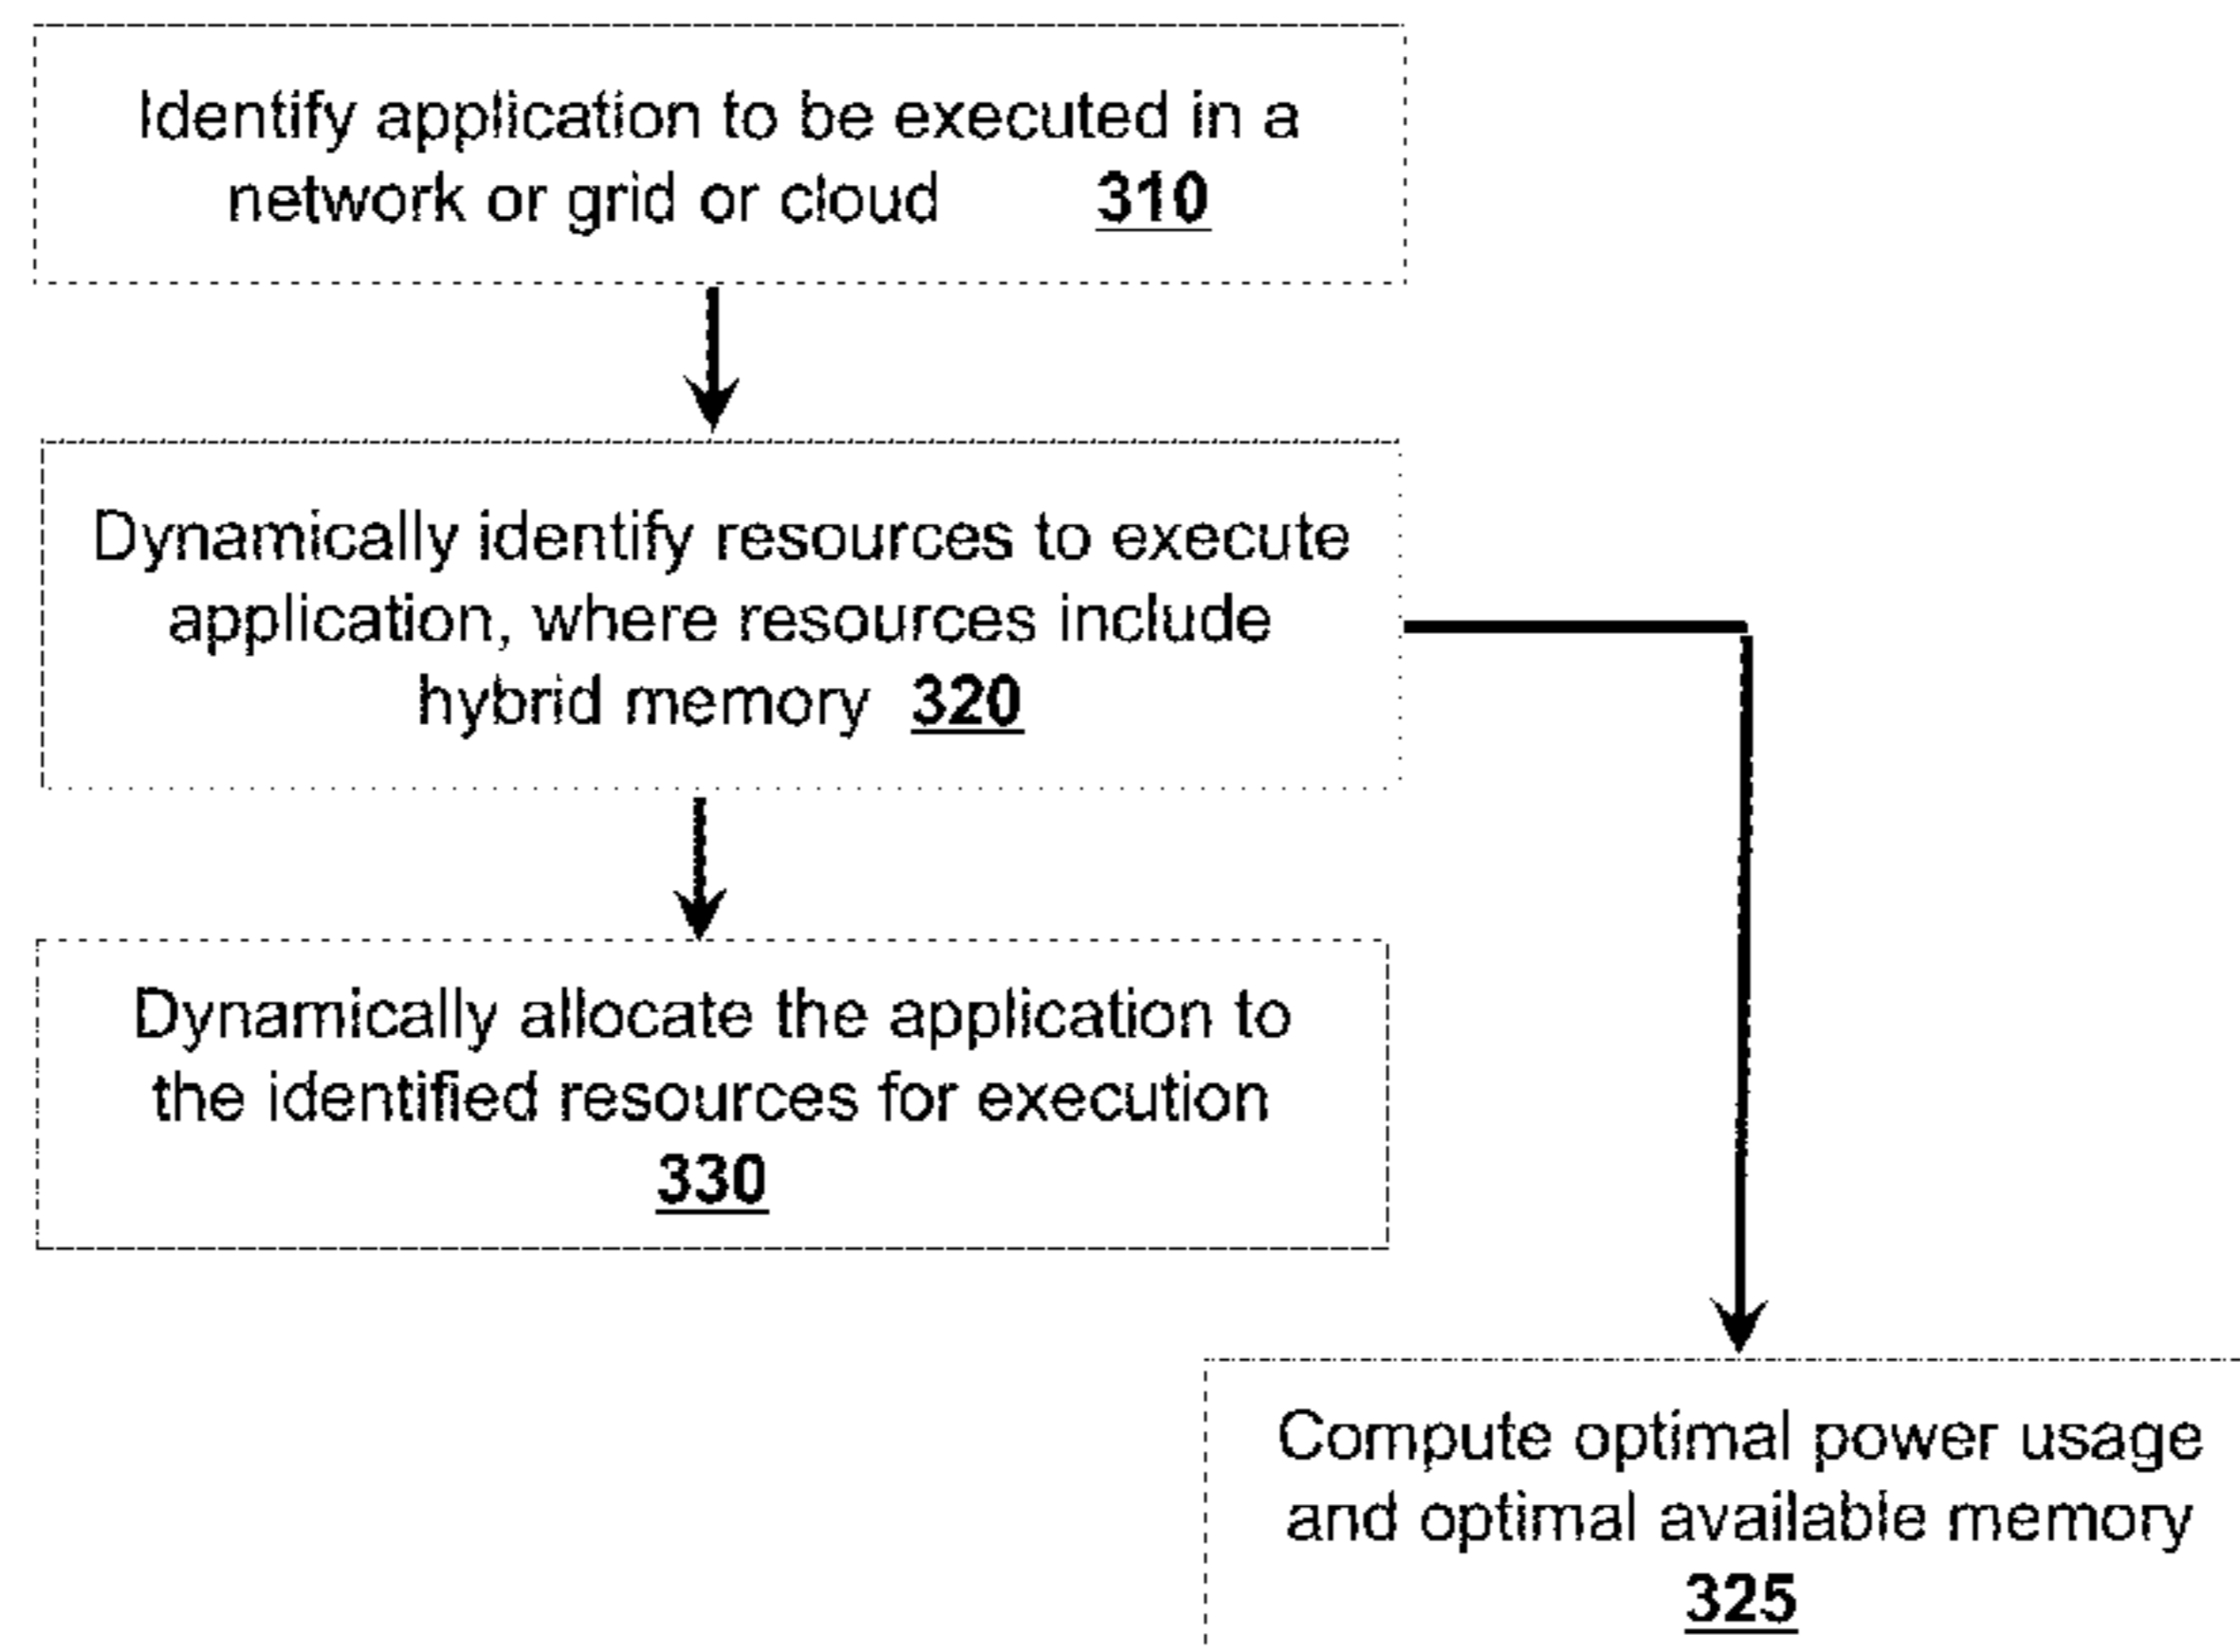 Identify application to be executed in a
network or grid or cloud 310
Dynamically identify resources to execute
application, where resources include
hybrid memory 320
Dynamically allocate the application to
the identified resources for execution
330
Compute optimal power usage
and optimal available memory
325